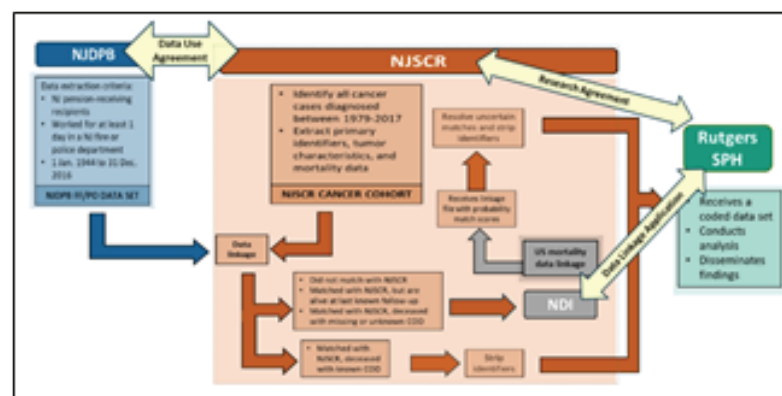 NJDPB
Data Use
Agreement
NJSCR
Data extraction criteria:
• NJ pension-receiving
recipients
• Worked for at least 1
day in a NJ fire or
police department
• 1 Jan. 1944 to 31 Dec.
2016
NJDPB FF/PO DATA SET
• Identify all cancer
cases diagnosed
between 1979-2017
• Extract primary
identifiers, tumor
characteristics, and
mortality data
NJSCR CANCER COHORT
Resolve uncertain
matches and strip
identifiers
Receives linkage
file with probability
match scores
Research Agreement
Rutgers
SPH
• Receives a
coded data set
• Conducts
analysis
• Disseminates
findings
Data Linkage Application
Data
linkage
US mortality
data linkage
NDI
• Did not match with NJSCR
• Matched with NJSCR, but are
alive at last known follow-up
• Matched with NJSCR, deceased
with missing or unknown COD
• Matched with
NJSCR, deceased
with known COD
Strip
identifiers